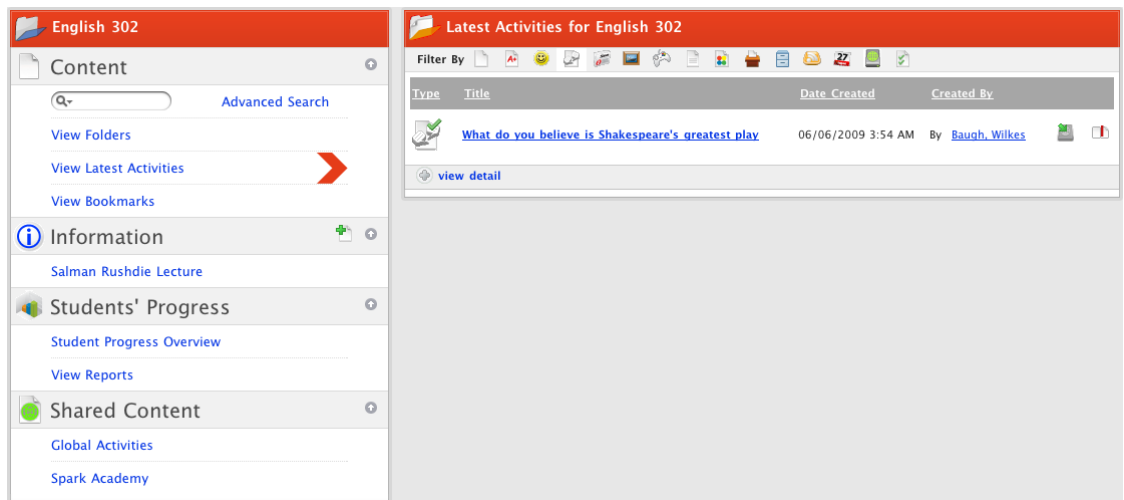 English 302
Content
Advanced Search
View Folders
View Latest Activities
View Bookmarks
Information
Salman Rushdie Lecture
Students' Progress
Student Progress Overview
View Reports
Shared Content
Global Activities
Spark Academy
Latest Activities for English 302
Filter By A+ 27
Type Title Date Created Created By
What do you believe is Shakespeare's greatest play 06/06/2009 3:54 AM By Baugh, Wilkes
view detail